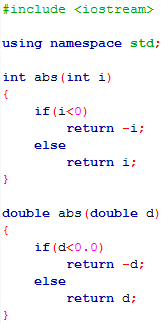 #include <iostream>
using namespace std;
int abs(int i)
{
    if(i<0)
        return -i;
    else
        return i;
}
double abs(double d)
{
    if(d<0.0)
        return -d;
    else
        return d;
}